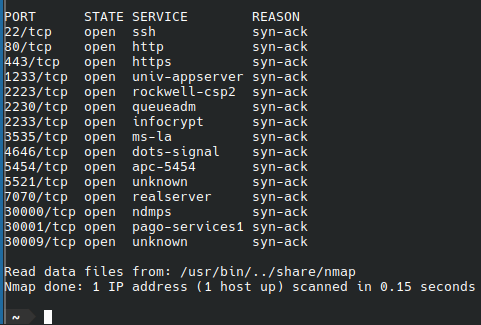 PORT      STATE SERVICE        REASON
22/tcp    open  ssh            syn-ack
80/tcp    open  http           syn-ack
443/tcp   open  https          syn-ack
1233/tcp  open  univ-appserver syn-ack
2223/tcp  open  rockwell-csp2  syn-ack
2230/tcp  open  queueadm       syn-ack
2233/tcp  open  infocrypt      syn-ack
3535/tcp  open  ms-la          syn-ack
4646/tcp  open  dots-signal    syn-ack
5454/tcp  open  apc-5454       syn-ack
5521/tcp  open  unknown        syn-ack
7070/tcp  open  realserver     syn-ack
30000/tcp open  ndmps          syn-ack
30001/tcp open  pago-services1 syn-ack
30009/tcp open  unknown        syn-ack
Read data files from: /usr/bin/../share/nmap
Nmap done: 1 IP address (1 host up) scanned in 0.15 seconds
~